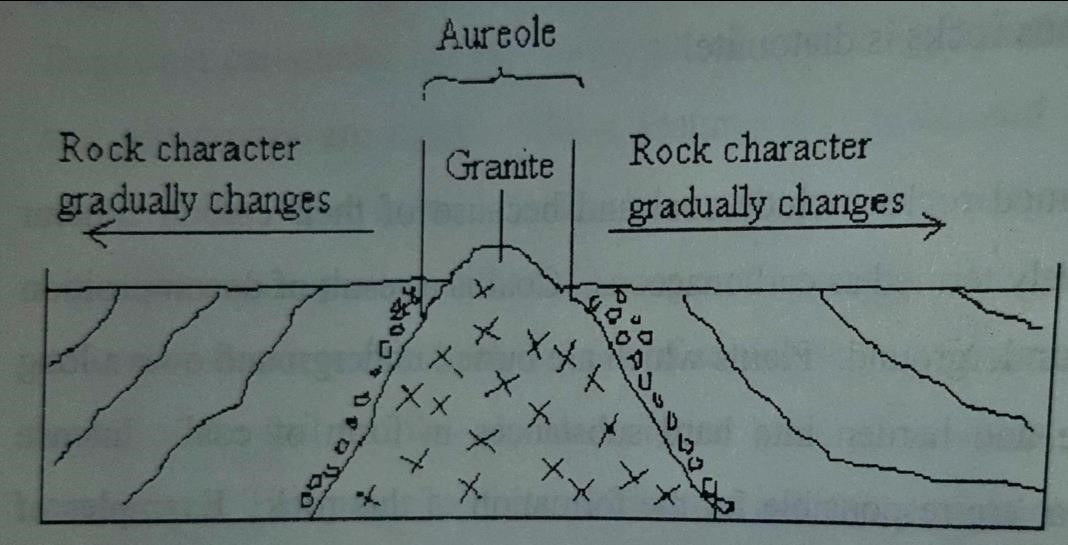 Aureole
Rock character
gradually changes
Granite
Rock character
gradually changes